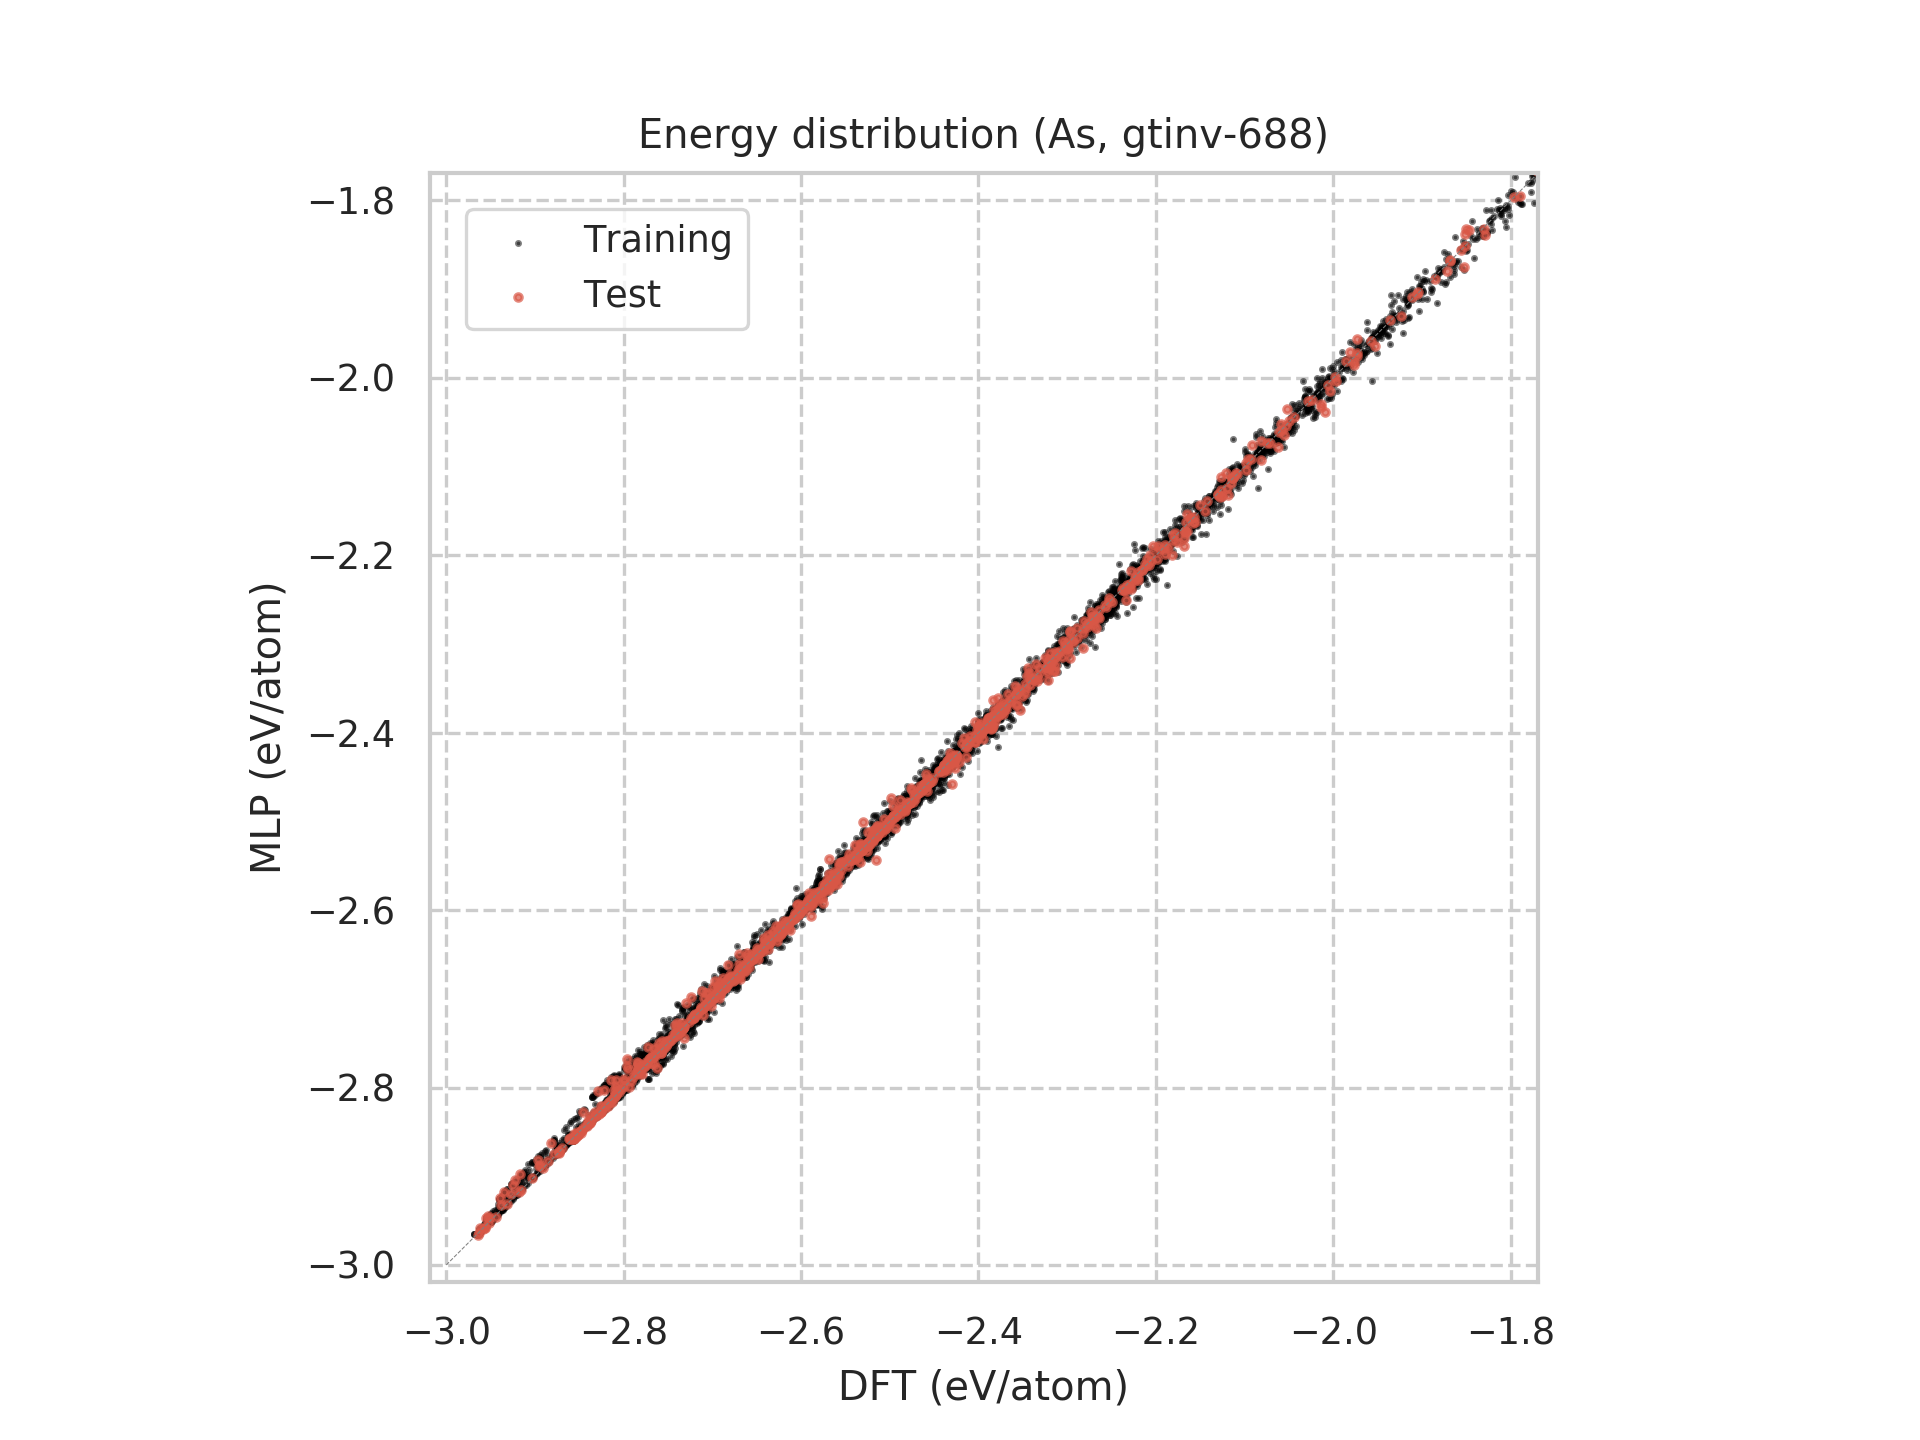 Energy distribution (As, gtinv-688)
Training
Test
MLP (eV/atom)
−1.8
−2.0
−2.2
−2.4
−2.6
−2.8
−3.0
−3.0 −2.8 −2.6 −2.4 −2.2 −2.0 −1.8
DFT (eV/atom)